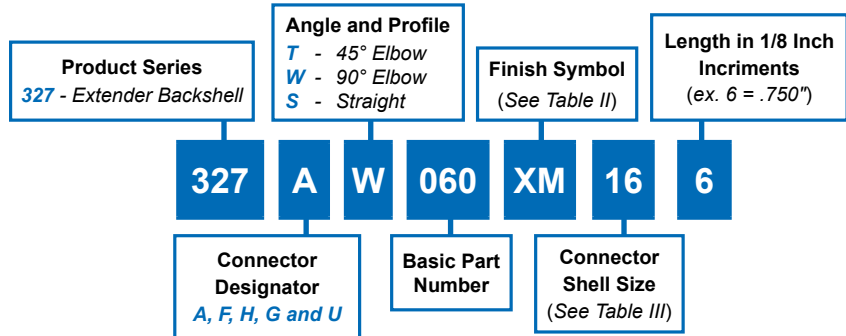 Product Series
327 - Extender Backshell
Angle and Profile
T - 45° Elbow
W - 90° Elbow
S - Straight
Finish Symbol
(See Table II)
Length in 1/8 Inch
Incriments
(ex. 6 = .750")
327 A W 060 XM 16 6
Connector
Designator
A, F, H, G and U
Basic Part
Number
Connector
Shell Size
(See Table III)